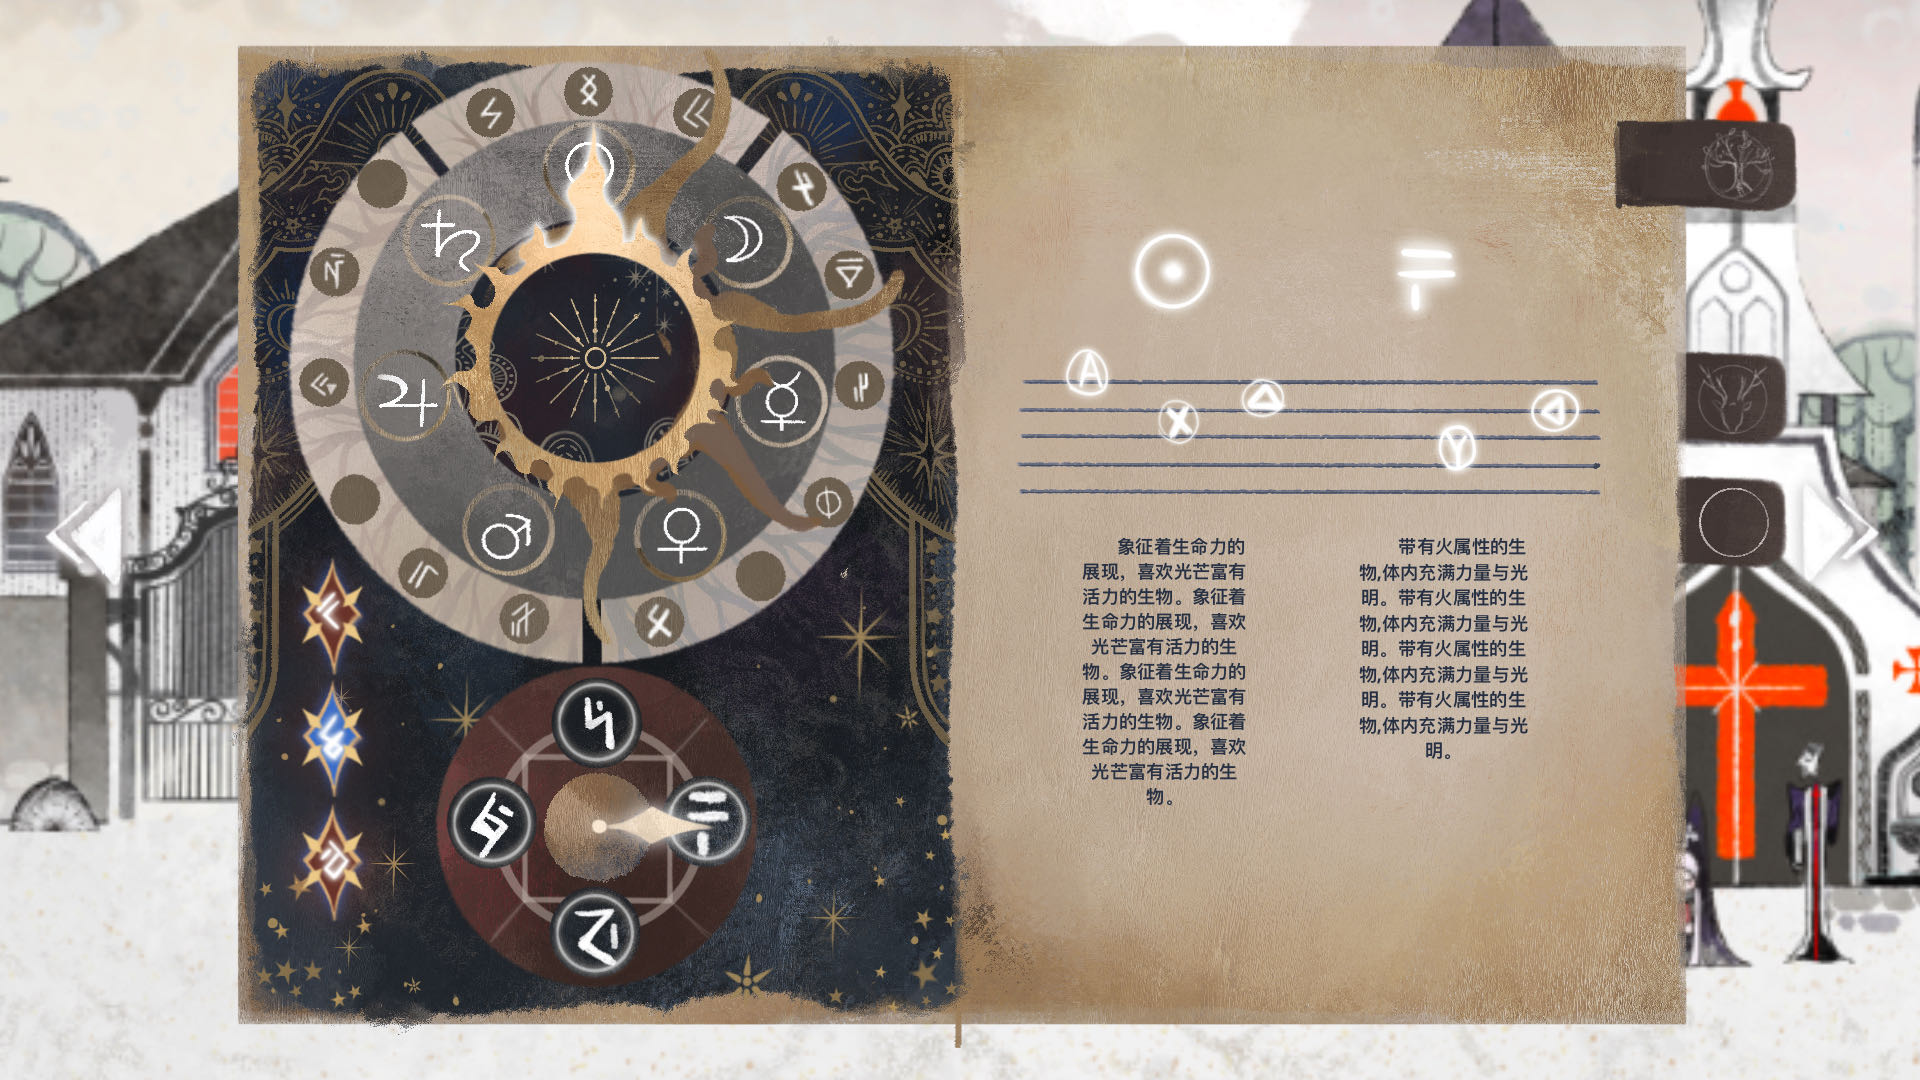 A
X
Y
象征着生命力的
展现，喜欢光芒富有
活力的生物。象征着
生命力的展现，喜欢
光芒富有活力的生
物。象征着生命力的
展现，喜欢光芒富有
活力的生物。象征着
生命力的展现，喜欢
光芒富有活力的生
物。
带有火属性的生
物,体内充满力量与光
明。带有火属性的生
物,体内充满力量与光
明。带有火属性的生
物,体内充满力量与光
明。带有火属性的生
物,体内充满力量与光
明。